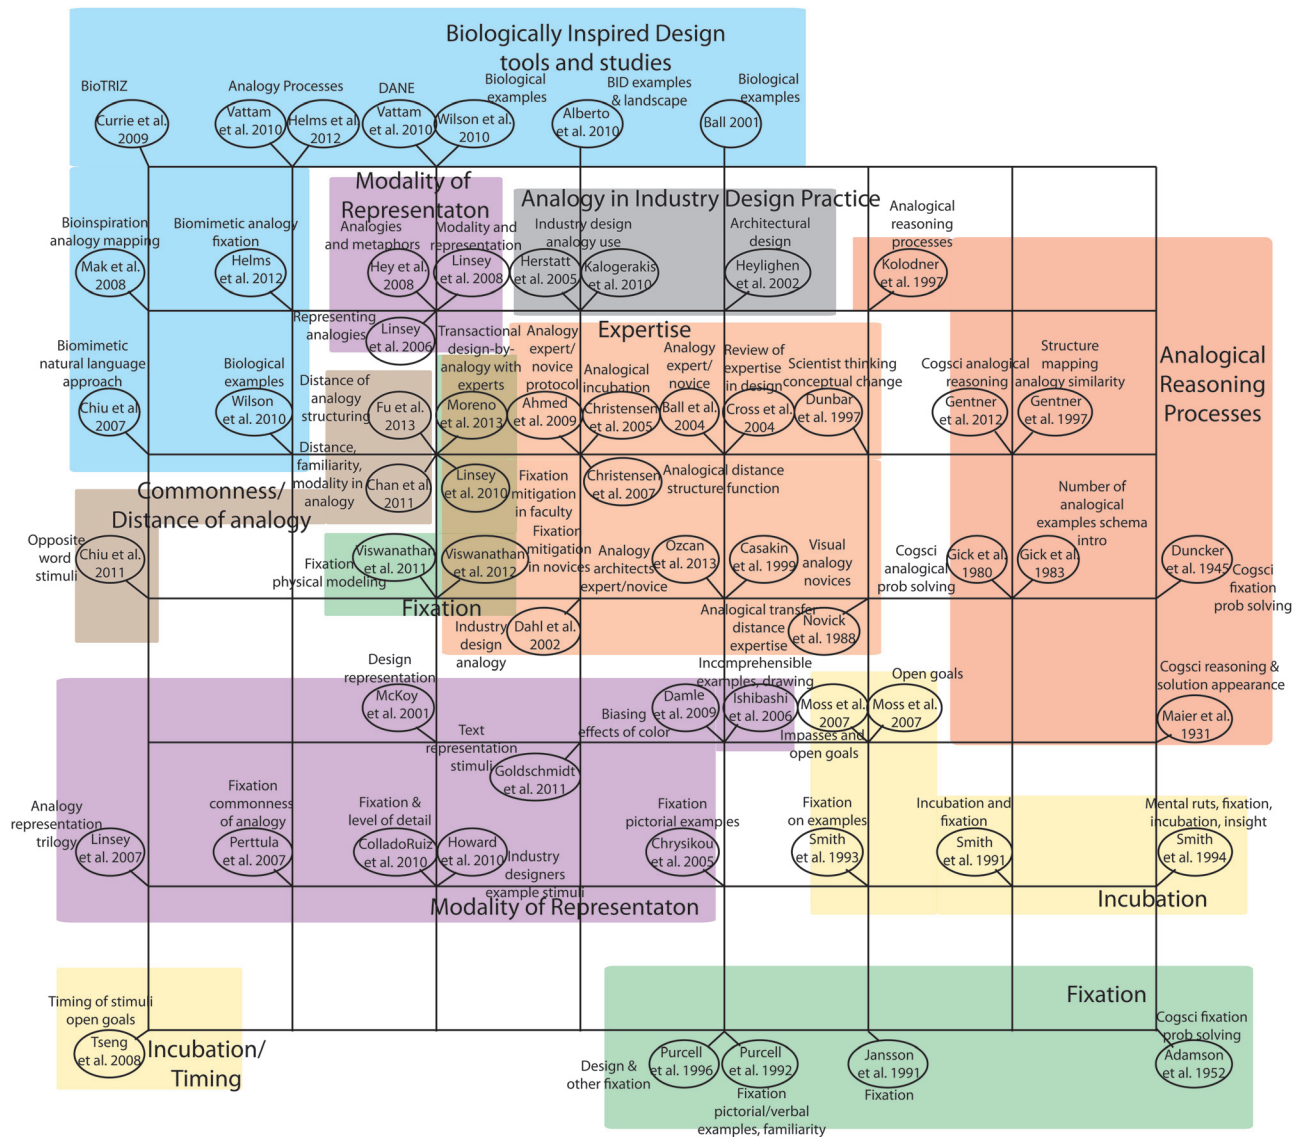 Biologically Inspired Design
tools and studies
BioTRIZ
Currie et al.
2009
Analogy Processes
Vattam
et al. 2010
Helms et al
2012
DANE
Vattam
et al. 2010
Biological
examples
Wilson et al.
2010
BID examples
& landscape
Alberto
et al. 2010
Biological
examples
Ball 2001
Bioinspiration
analogy mapping
Mak et al.
2008
Biomimetic analogy
fixation
Helms
et al. 2012
Modality of
Representaton
Analogies
and metaphors
Hey et al.
2008
Modality and
representation
Linsey
et al. 2008
Analogy in Industry Design Practice
Industry design
analogy use
Herstatt
et al. 2005
Kalogerakis
et al. 2010
Architectural
design
Heylighen
et al. 2002
Analogical
reasoning
processes
Kolodner
et al. 1997
Representing
analogies
Linsey
et al. 2006
Biomimetic
natural language
approach
Chiu et al
2007
Biological
examples
Wilson
et al. 2010
Distance of
analogy
structuring
Fu et al.
2013
Transactional
design-by-
analogy with
experts
Moreno
et al. 2013
Expertise
Analogy
expert/
novice
protocol
Ahmed
et al. 2009
Analogical
incubation
Christensen
et al. 2005
Analogy
expert/
novice
Ball et al.
2004
Review of
expertise
in design
Cross et al.
2004
Scientist thinking
conceptual change
Dunbar
et al. 1997
Cogsci analogical
reasoning
Gentner
et al. 2012
Structure
mapping
analogy similarity
Gentner
et al. 1997
Analogical
Reasoning
Processes
Distance,
familiarity,
modality in
analogy
Chan et al.
2011
Linsey
et al. 2010
Fixation
mitigation
in faculty
Christensen
et al. 2007
Analogical distance
structure function
Commonness/
Distance of analogy
Opposite
word
stimuli
Chiu et al.
2011
Fixation
physical modeling
Viswanathan
et al. 2011
Viswanathan
et al. 2012
Fixation
mitigation
in novices
Analogy
architects
expert/novice
Ozcan
et al. 2013
Casakin
et al. 1999
Visual
analogy
novices
Cogsci
analogical
prob solving
Gick et al.
1980
Number of
analogical
examples schema
intro
Gick et al.
1983
Duncker
et al. 1945
Cogsci
fixation
prob solving
Fixation
Industry
design
analogy
Dahl et al.
2002
Analogical transfer
distance
expertise
Novick
et al. 1988
Design
representation
McKoy
et al. 2001
Text
representation
stimuli
Goldschmidt
et al. 2011
Biasing
effects of color
Damle
et al. 2009
Incomprehensible
examples, drawing
Ishibashi
et al. 2006
Moss et al.
2007
Impasses and
open goals
Open goals
Moss et al.
2007
Cogsci reasoning &
solution appearance
Maier et al.
1931
Analogy
representation
trilogy
Linsey
et al. 2007
Fixation
commonness
of analogy
Perttula
et al. 2007
Fixation &
level of detail
ColladoRuiz
et al. 2010
Howard
et al. 2010
Industry
designers
example stimuli
Fixation
pictorial examples
Chrysikou
et al. 2005
Fixation
on examples
Smith
et al. 1993
Incubation and
fixation
Smith
et al. 1991
Mental ruts, fixation,
incubation, insight
Smith
et al. 1994
Modality of Representaton
Incubation
Timing of stimuli
open goals
Tseng
et al. 2008
Incubation/
Timing
Fixation
Design &
other fixation
Purcell
et al. 1996
Purcell
et al. 1992
Fixation
pictorial/verbal
examples, familiarity
Jansson
et al. 1991
Fixation
Cogsci fixation
prob solving
Adamson
et al. 1952